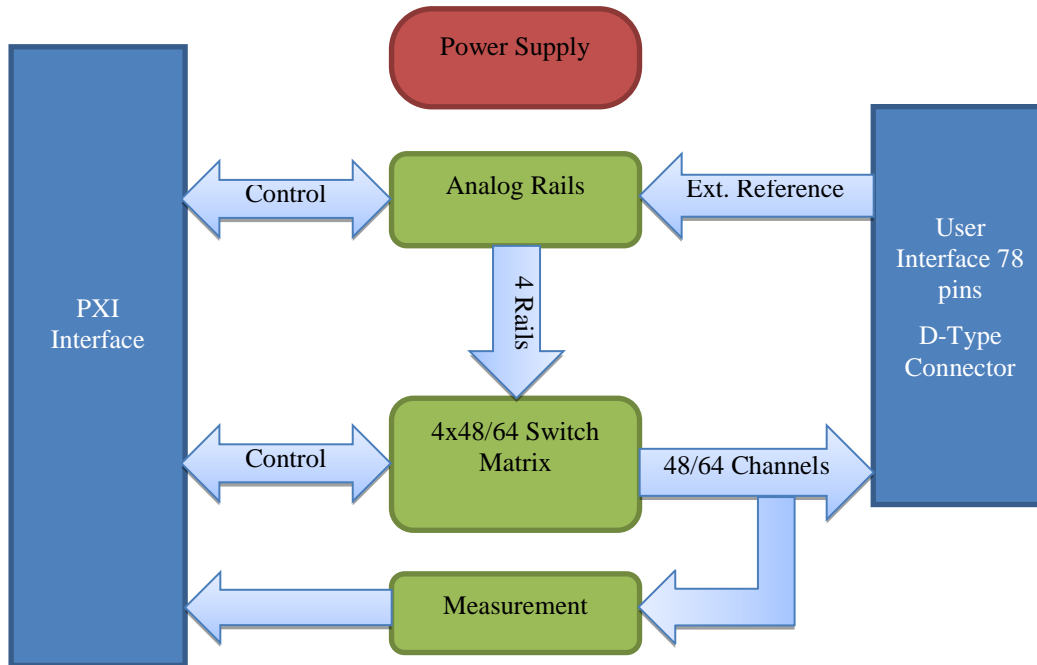 Power Supply
Control
Analog Rails
Ext. Reference
PXI
Interface
4 Rails
User
Interface 78
pins
D-Type
Connector
Control
4x48/64 Switch
Matrix
48/64 Channels
Measurement